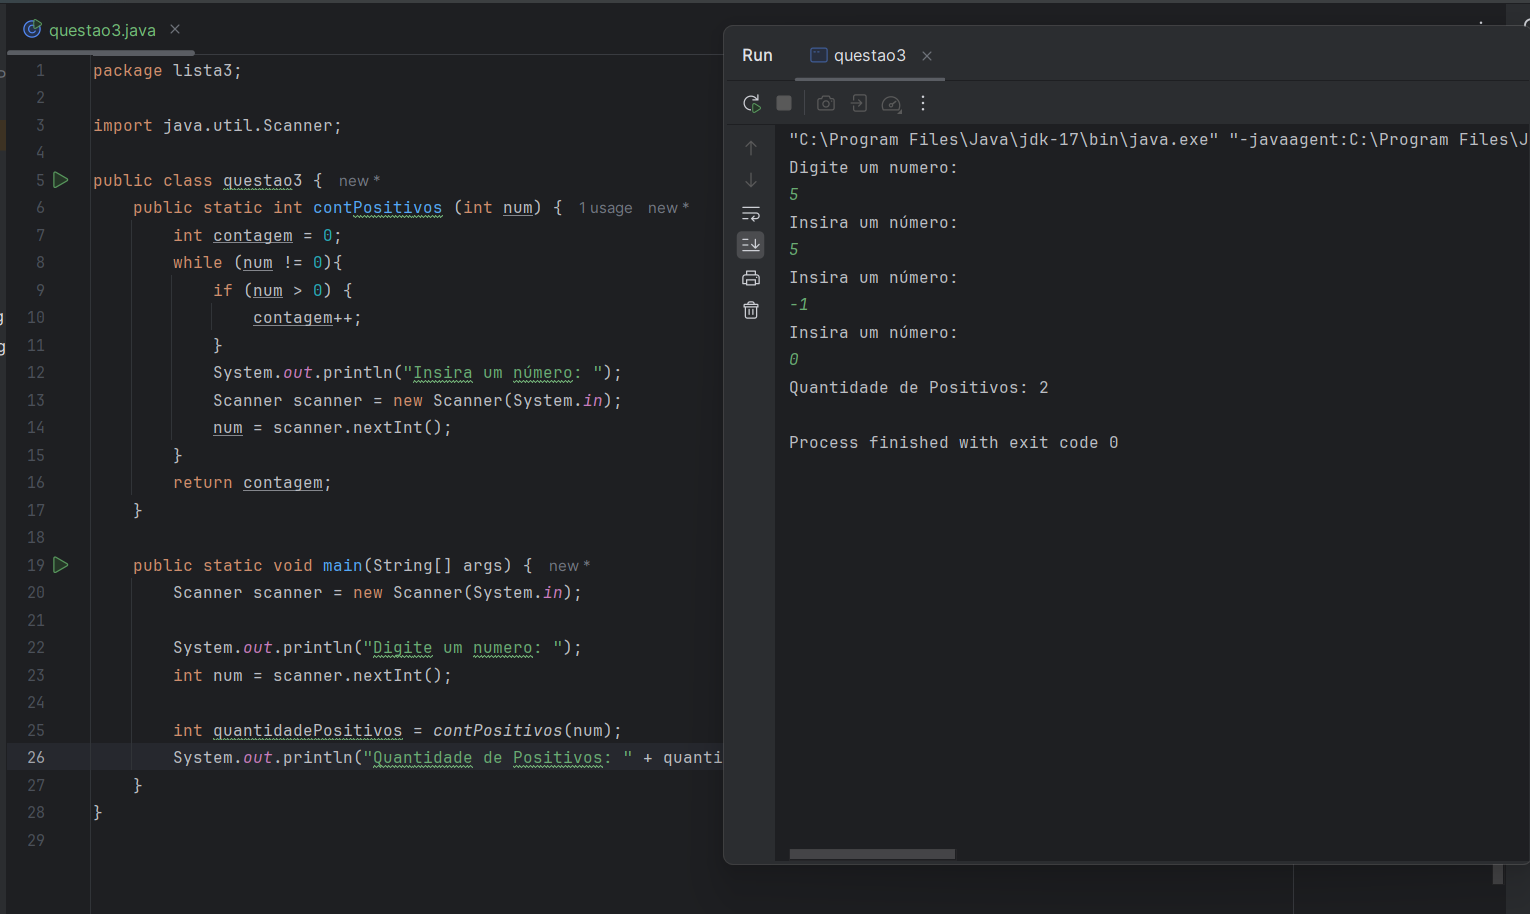 questao3.java
1 package lista3;
2
3 import java.util.Scanner;
4
5 public class questao3 { new *
6 public static int contPositivos (int num) { 1 usage new *
7 int contagem = 0;
8 while (num != 0){
9 if (num > 0) {
10 contagem++;
11 }
12 System.out.println("Insira um número: ");
13 Scanner scanner = new Scanner(System.in);
14 num = scanner.nextInt();
15 }
16 return contagem;
17 }
18
19 public static void main(String[] args) { new *
20 Scanner scanner = new Scanner(System.in);
21
22 System.out.println("Digite um numero: ");
23 int num = scanner.nextInt();
24
25 int quantidadePositivos = contPositivos(num);
26 System.out.println("Quantidade de Positivos: " + quanti
27 }
28 }
29
Run questao3
"C:\Program Files\Java\jdk-17\bin\java.exe" "-javaagent:C:\Program Files\J
Digite um numero:
5
Insira um número:
5
Insira um número:
-1
Insira um número:
0
Quantidade de Positivos: 2
Process finished with exit code 0